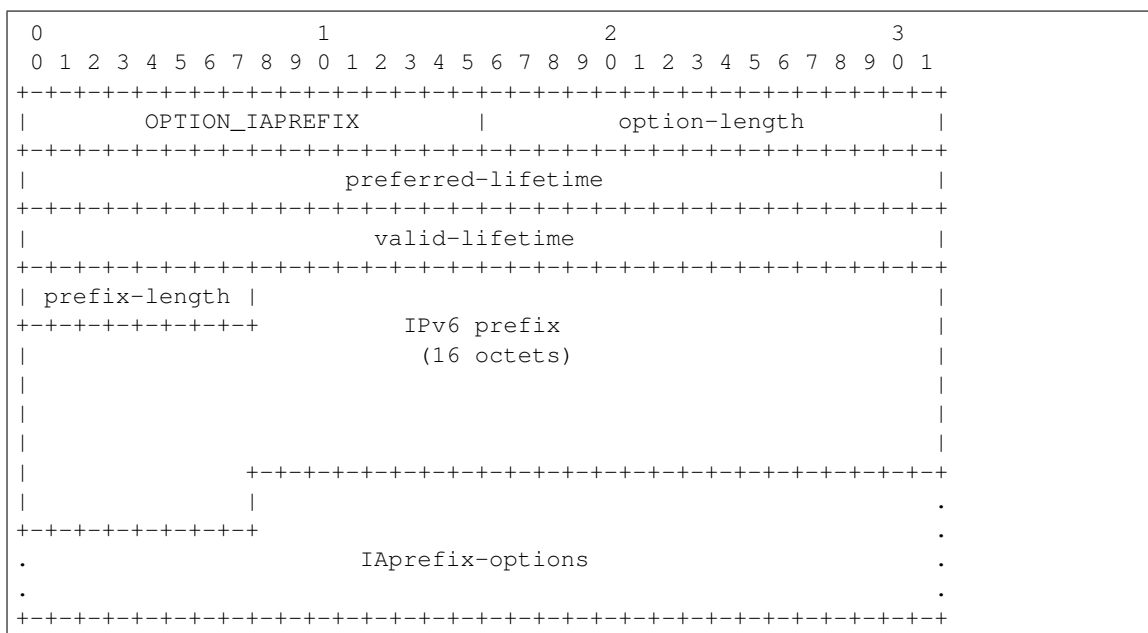 0                   1                   2                   3
 0 1 2 3 4 5 6 7 8 9 0 1 2 3 4 5 6 7 8 9 0 1 2 3 4 5 6 7 8 9 0 1
+-+-+-+-+-+-+-+-+-+-+-+-+-+-+-+-+-+-+-+-+-+-+-+-+-+-+-+-+-+-+-+-+
|        OPTION_IAPREFIX        |         option-length         |
+-+-+-+-+-+-+-+-+-+-+-+-+-+-+-+-+-+-+-+-+-+-+-+-+-+-+-+-+-+-+-+-+
|                      preferred-lifetime                       |
+-+-+-+-+-+-+-+-+-+-+-+-+-+-+-+-+-+-+-+-+-+-+-+-+-+-+-+-+-+-+-+-+
|                        valid-lifetime                         |
+-+-+-+-+-+-+-+-+-+-+-+-+-+-+-+-+-+-+-+-+-+-+-+-+-+-+-+-+-+-+-+-+
| prefix-length |                                               |
+-+-+-+-+-+-+-+-+          IPv6 prefix                          |
|                           (16 octets)                         |
|                                                               |
|                                                               |
|                                                               |
|               +-+-+-+-+-+-+-+-+-+-+-+-+-+-+-+-+-+-+-+-+-+-+-+-+
|               |                                               .
+-+-+-+-+-+-+-+-+                                               .
.                       IAprefix-options                        .
.                                                               .
+-+-+-+-+-+-+-+-+-+-+-+-+-+-+-+-+-+-+-+-+-+-+-+-+-+-+-+-+-+-+-+-+